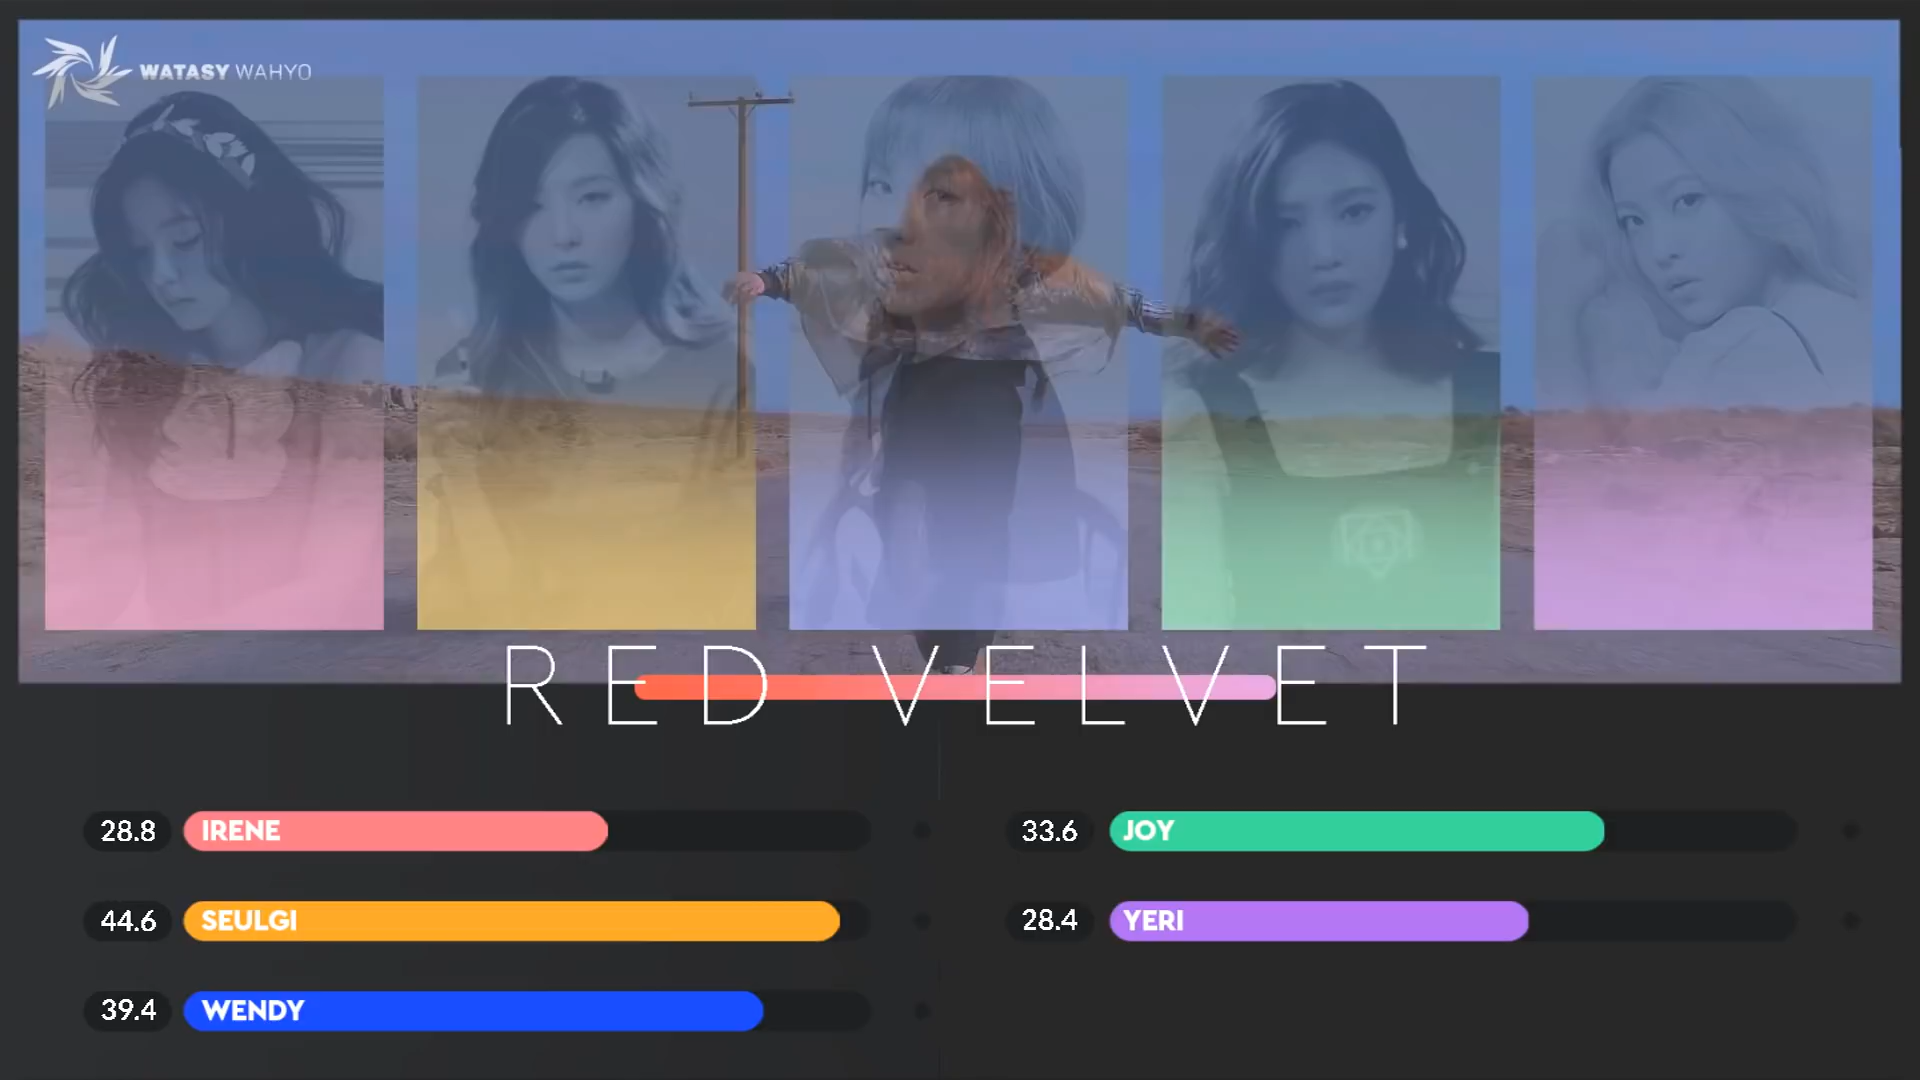 WATASY WAHYO
RED VELVET
28.8 IRENE
44.6 SEULGI
39.4 WENDY
33.6 JOY
28.4 YERI